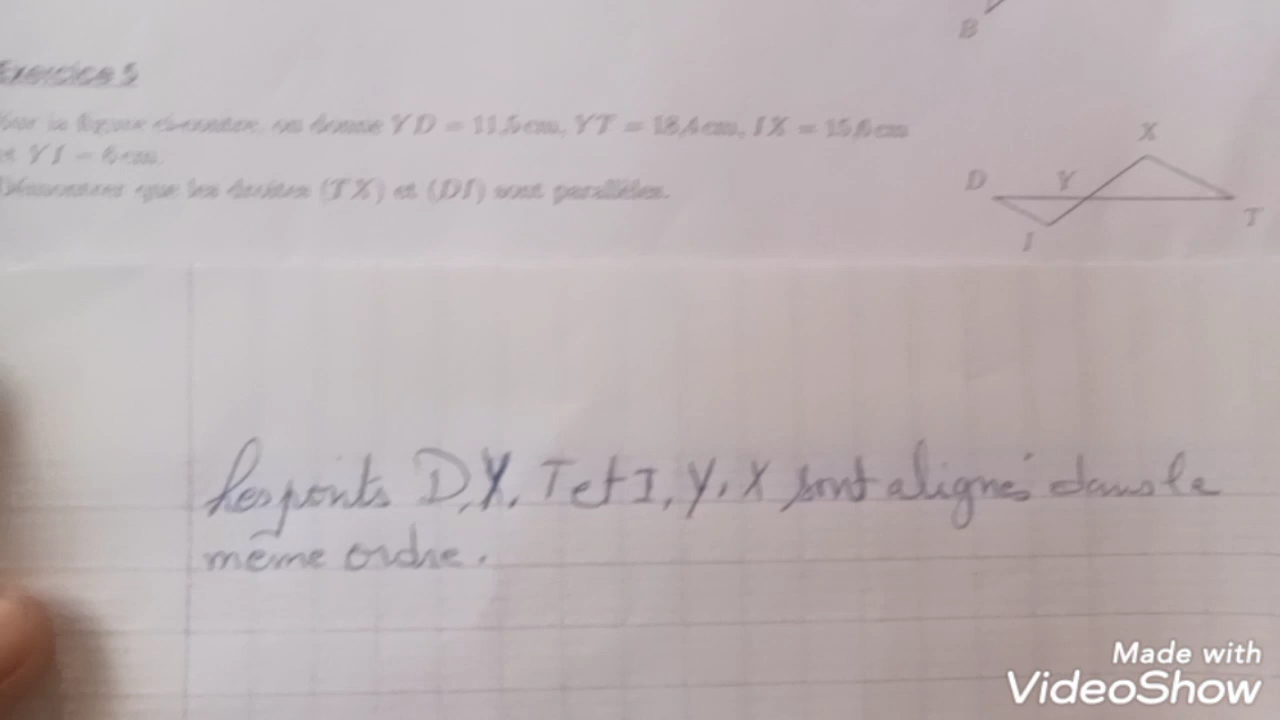 B
Exercice 5
Sur la figure ci-contre, on donne YD = 11,5cm, YT = 18,4cm, IX = 15,6cm
et YI = 6cm.
Démontrer que les droites (TX) et (DI) sont parallèles.
X
D Y
T
I
Les points D, Y, T et I, Y, X sont alignés dans le
même ordre.
Made with
VideoShow